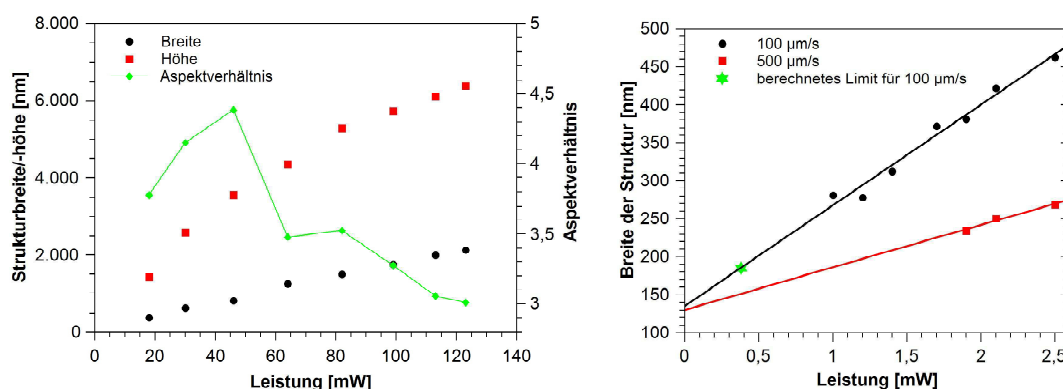 8.000
6.000
4.000
2.000
0
Strukturbreite/-höhe [nm]
Breite
Höhe
Aspektverhältnis
5
4,5
4
3,5
3
Aspektverhältnis
0 20 40 60 80 100 120 140
Leistung [mW]
500
450
400
350
300
250
200
150
100
Breite der Struktur [nm]
100 µm/s
500 µm/s
berechnetes Limit für 100 µm/s
0 0,5 1 1,5 2 2,5
Leistung [mW]